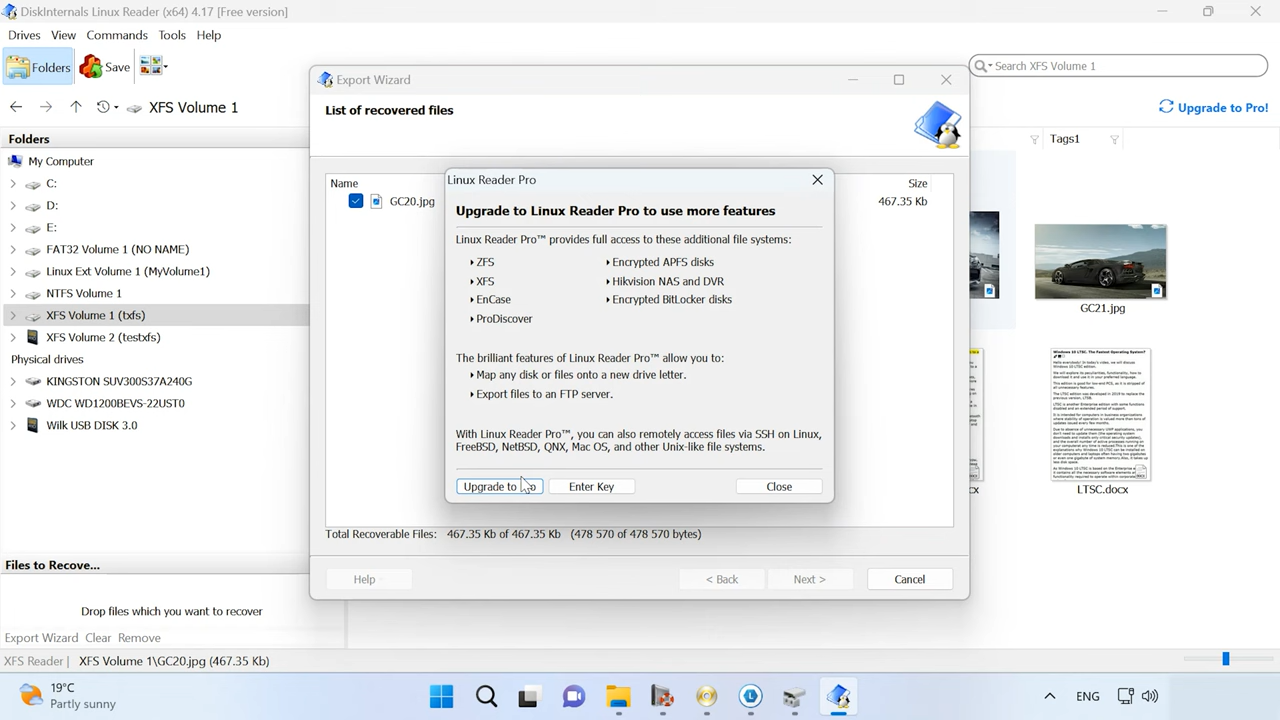 DiskInternals Linux Reader (x64) 4.17 [Free version]
Drives View Commands Tools Help
Folders Save
Search XFS Volume 1
XFS Volume 1
Upgrade to Pro!
Folders
My Computer
C:
D:
E:
FAT32 Volume 1 (NO NAME)
Linux Ext Volume 1 (MyVolume1)
NTFS Volume 1
XFS Volume 1 (txfs)
XFS Volume 2 (testxfs)
Physical drives
KINGSTON SUV300S37A240G
WDC WD1200BEVS-22UST0
Wilk USB DISK 3.0
Files to Recove...
Drop files which you want to recover
Export Wizard Clear Remove
XFS Reader | XFS Volume 1\GC20.jpg (467.35 Kb)
Export Wizard
List of recovered files
Name Size
GC20.jpg 467.35 Kb
Linux Reader Pro
Upgrade to Linux Reader Pro to use more features
Linux Reader Pro™ provides full access to these additional file systems:
ZFS
XFS
EnCase
ProDiscover
Encrypted APFS disks
Hikvision NAS and DVR
Encrypted BitLocker disks
The brilliant features of Linux Reader Pro™ allow you to:
Map any disk or files onto a new drive letter.
Export files to an FTP server.
With Linux Reader Pro™, you can also remotely access files via SSH on Linux,
FreeBSD, NetBSD, QNX, Mac OS, and other Unix-like file systems.
Upgrade to Enter Key Close
Total Recoverable Files: 467.35 Kb of 467.35 Kb (478 570 of 478 570 bytes)
Help < Back Next > Cancel
Tags1
GC21.jpg
Windows 10 LTSC. The Fastest Operating System?
cx
LTSC.docx
19°C
Partly sunny
ENG